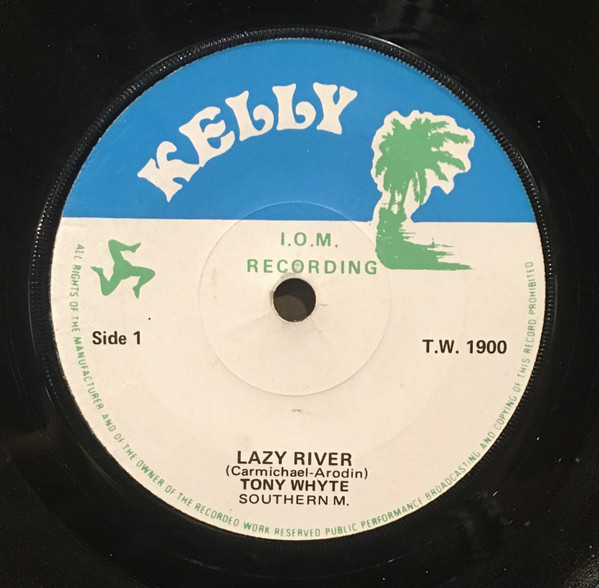 KELLY
I.O.M.
RECORDING
Side 1
T.W. 1900
LAZY RIVER
(Carmichael-Arodin)
TONY WHYTE
SOUTHERN M.
ALL RIGHTS OF THE MANUFACTURER AND OF THE OWNER OF THE RECORDED WORK RESERVED PUBLIC PERFORMANCE BROADCASTING AND COPYING OF THIS RECORD PROHIBITED